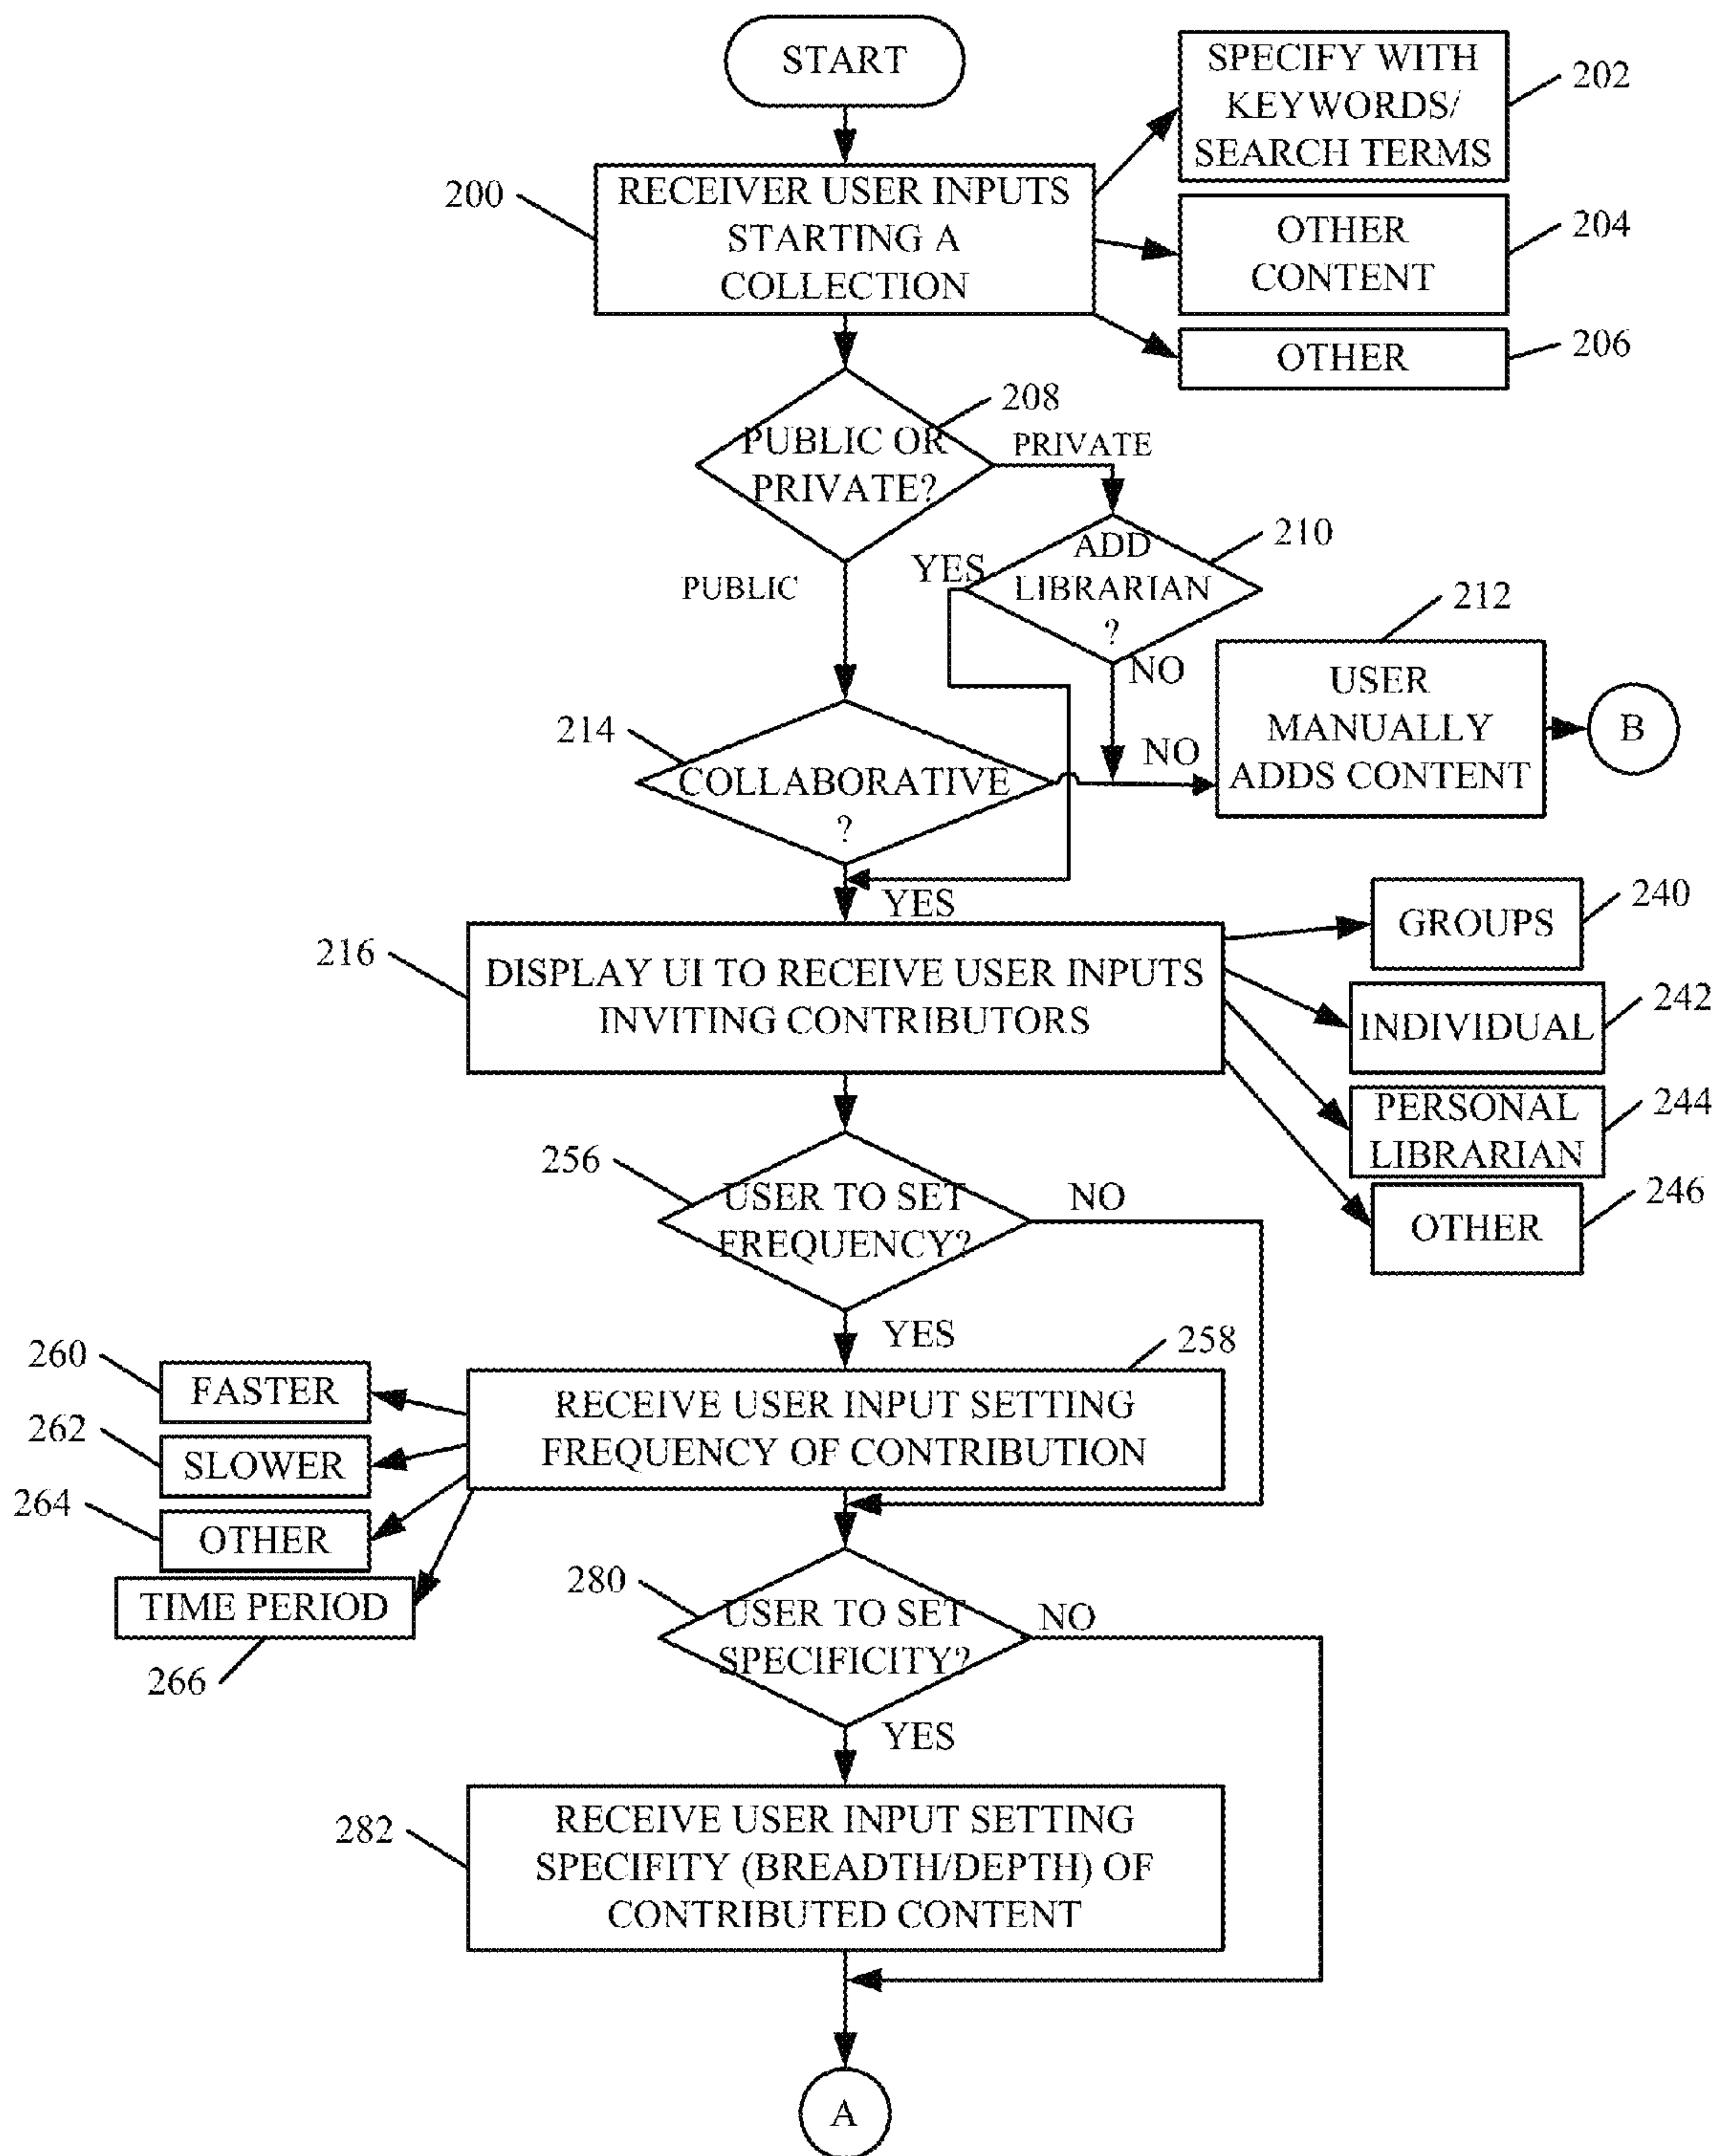 START
SPECIFY WITH
KEYWORDS/
SEARCH TERMS
202
200
RECEIVER USER INPUTS
STARTING A
COLLECTION
OTHER
CONTENT
204
OTHER
206
208
PUBLIC OR
PRIVATE?
PRIVATE
210
ADD
LIBRARIAN
?
YES
NO
PUBLIC
212
USER
MANUALLY
ADDS CONTENT
B
214
COLLABORATIVE
?
NO
YES
216
DISPLAY UI TO RECEIVE USER INPUTS
INVITING CONTRIBUTORS
GROUPS
240
INDIVIDUAL
242
PERSONAL
LIBRARIAN
244
OTHER
246
256
USER TO SET
FREQUENCY?
NO
YES
258
RECEIVE USER INPUT SETTING
FREQUENCY OF CONTRIBUTION
260
FASTER
262
SLOWER
264
OTHER
TIME PERIOD
266
280
USER TO SET
SPECIFICITY?
NO
YES
282
RECEIVE USER INPUT SETTING
SPECIFITY (BREADTH/DEPTH) OF
CONTRIBUTED CONTENT
A